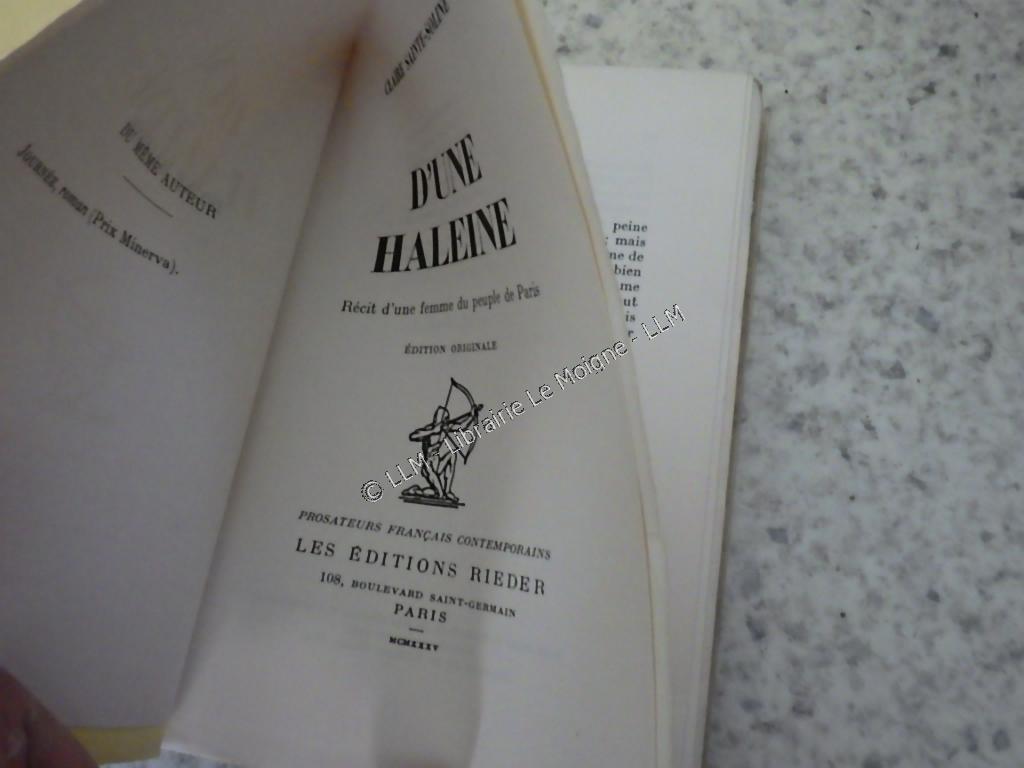 DU MÊME AUTEUR
JOURNÉE, roman (Prix Minerva).
CLAIRE SAINTE-SOLINE
D'UNE
HALEINE
Récit d'une femme du peuple de Paris
ÉDITION ORIGINALE
PROSATEURS FRANÇAIS CONTEMPORAINS
LES ÉDITIONS RIEDER
108, BOULEVARD SAINT-GERMAIN
PARIS
MCMXXXV
peine
; mais
ne de
bien
me
ut
is
r
© LLM - Librairie Le Moigne - LLM